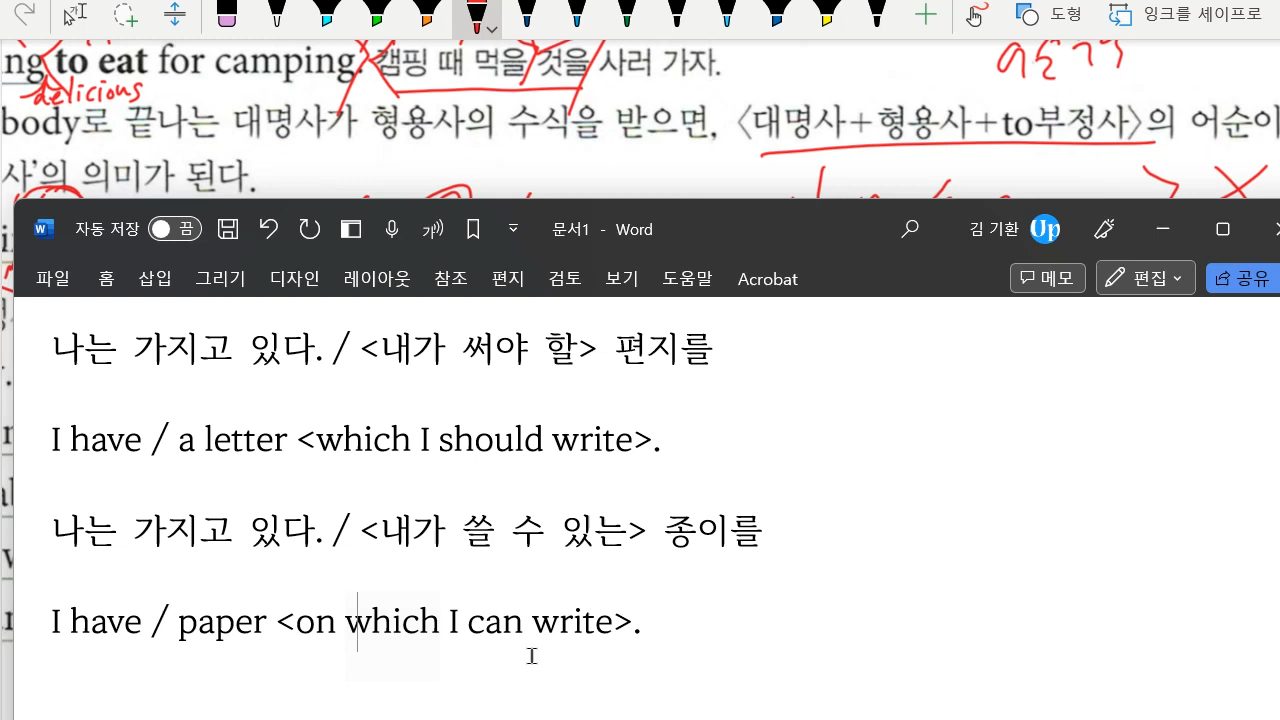 도형 잉크를 셰이프로
ng to eat for camping. 캠핑 때 먹을 것을 사러 가자.
delicious
body로 끝나는 대명사가 형용사의 수식을 받으면, 〈대명사+형용사+to부정사〉의 어순이
사'의 의미가 된다.
자동 저장 끔 문서1 - Word 김 기환 Up
파일 홈 삽입 그리기 디자인 레이아웃 참조 편지 검토 보기 도움말 Acrobat 메모 편집 공유
나는 가지고 있다. / <내가 써야 할> 편지를
I have / a letter <which I should write>.
나는 가지고 있다. / <내가 쓸 수 있는> 종이를
I have / paper <on which I can write>.